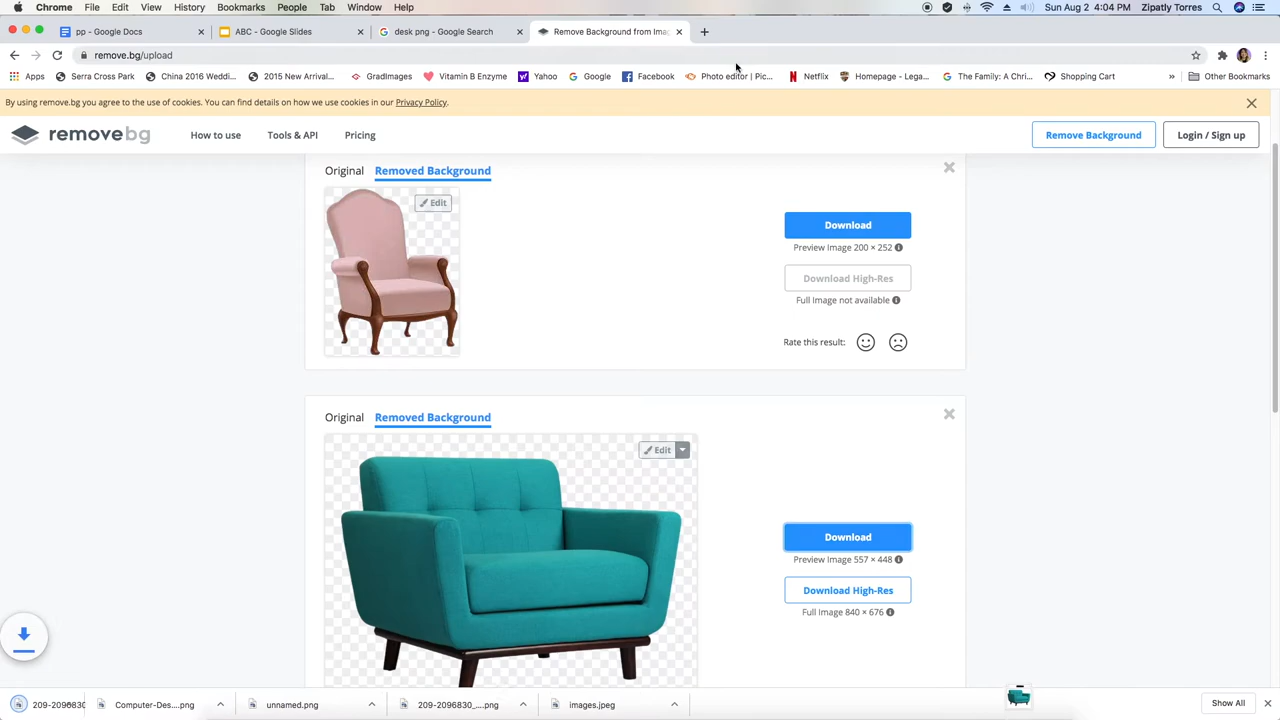 Chrome File Edit View History Bookmarks People Tab Window Help Sun Aug 2 4:04 PM Zipatly Torres
pp - Google Docs ABC - Google Slides desk png - Google Search Remove Background from Imag
remove.bg/upload
Apps Serra Cross Park China 2016 Weddi... 2015 New Arrival... GradImages Vitamin B Enzyme Yahoo Google Facebook Photo editor | Pic... Netflix Homepage - Lega... The Family: A Chri... Shopping Cart » Other Bookmarks
By using remove.bg you agree to the use of cookies. You can find details on how we use cookies in our Privacy Policy.
removebg How to use Tools & API Pricing Remove Background Login / Sign up
Original Removed Background
Edit
Download
Preview Image 200 × 252
Download High-Res
Full Image not available
Rate this result:
Original Removed Background
Edit
Download
Preview Image 557 × 448
Download High-Res
Full Image 840 × 676
209-2096830 Computer-Des....png unnamed.png 209-2096830_....png images.jpeg Show All